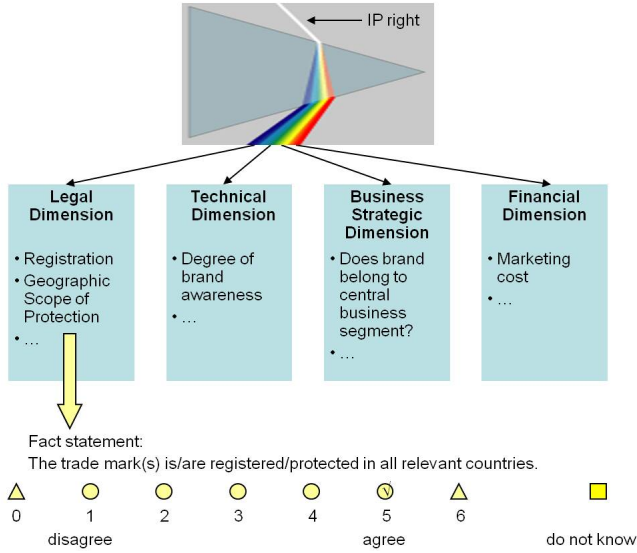 IP right
Legal
Dimension
• Registration
• Geographic
Scope of
Protection
• ...
Technical
Dimension
• Degree of
brand
awareness
• ...
Business
Strategic
Dimension
• Does brand
belong to
central
business
segment?
• ...
Financial
Dimension
• Marketing
cost
• ...
Fact statement:
The trade mark(s) is/are registered/protected in all relevant countries.
0 1 2 3 4 5 6
disagree agree do not know